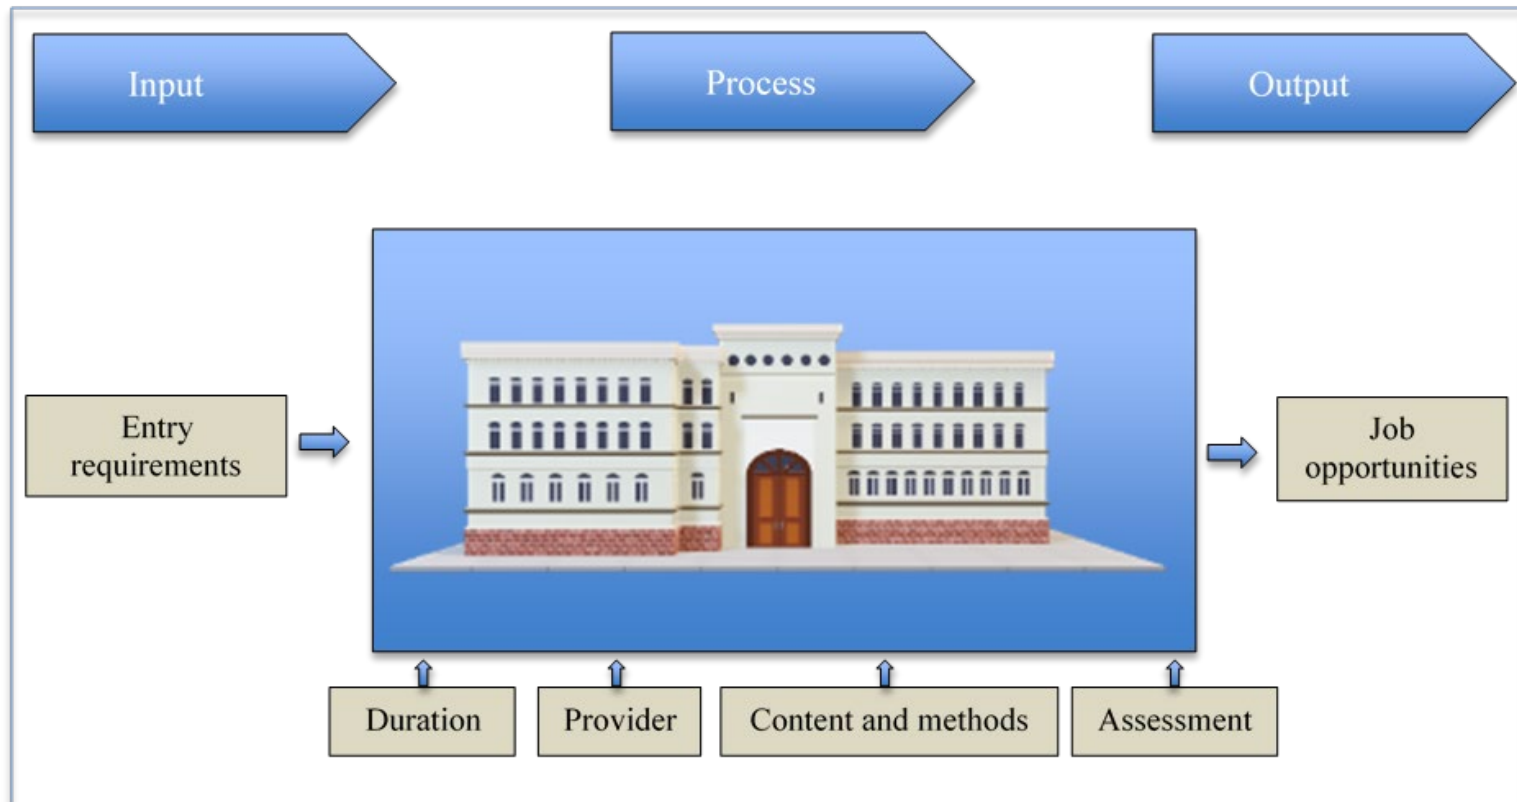 Input
Process
Output
Entry
requirements
Job
opportunities
Duration
Provider
Content and methods
Assessment